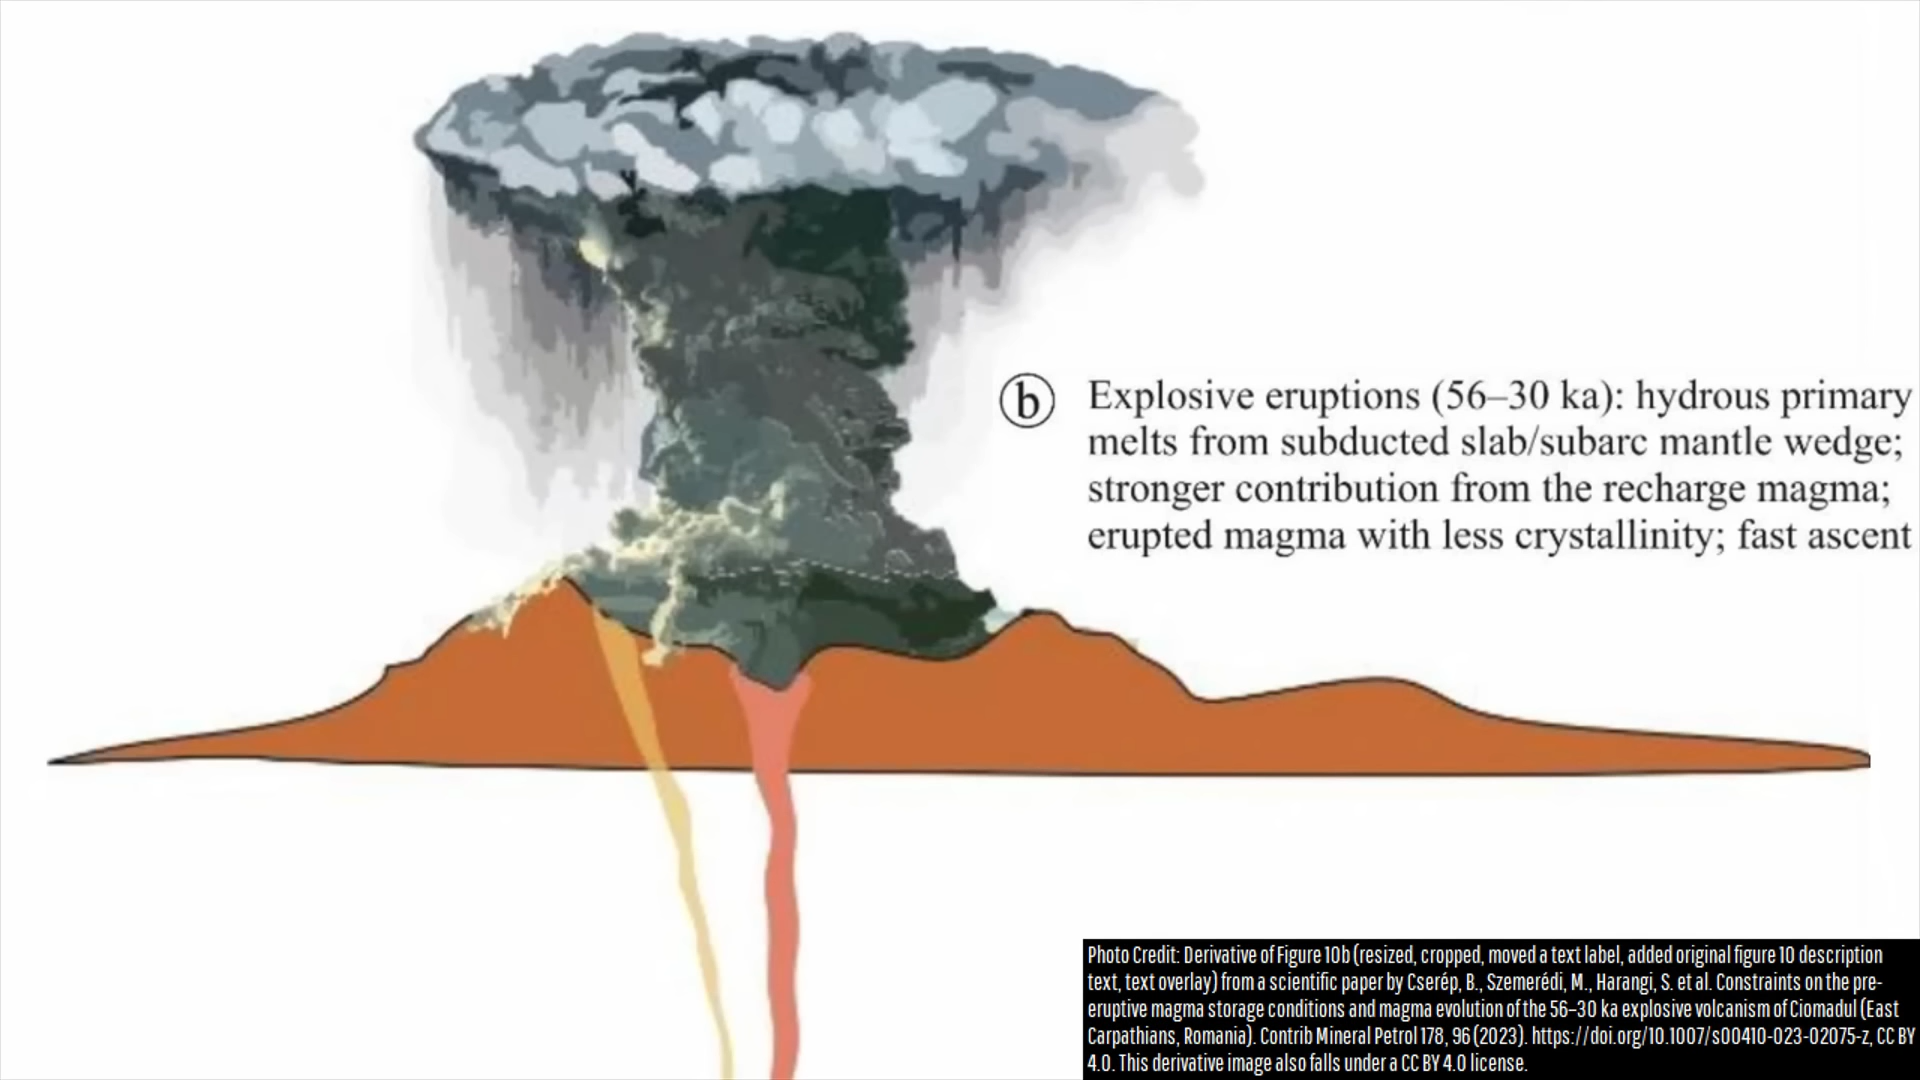 b Explosive eruptions (56–30 ka): hydrous primary
melts from subducted slab/subarc mantle wedge;
stronger contribution from the recharge magma;
erupted magma with less crystallinity; fast ascent
Photo Credit: Derivative of Figure 10b (resized, cropped, moved a text label, added original figure 10 description
text, text overlay) from a scientific paper by Cserép, B., Szemerédi, M., Harangi, S. et al. Constraints on the pre-
eruptive magma storage conditions and magma evolution of the 56–30 ka explosive volcanism of Ciomadul (East
Carpathians, Romania). Contrib Mineral Petrol 178, 96 (2023). https://doi.org/10.1007/s00410-023-02075-z, CC BY
4.0. This derivative image also falls under a CC BY 4.0 license.